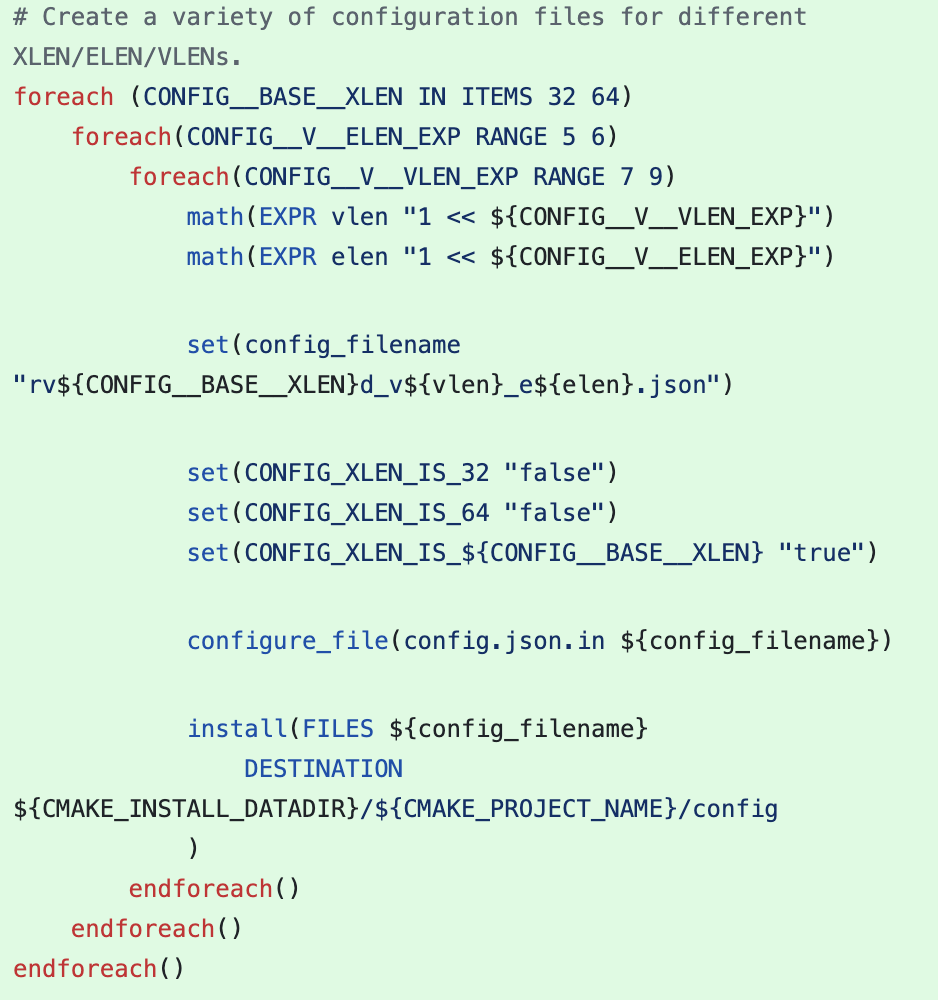 # Create a variety of configuration files for different
XLEN/ELEN/VLENs.
foreach (CONFIG__BASE__XLEN IN ITEMS 32 64)
    foreach(CONFIG__V__ELEN_EXP RANGE 5 6)
        foreach(CONFIG__V__VLEN_EXP RANGE 7 9)
            math(EXPR vlen "1 << ${CONFIG__V__VLEN_EXP}")
            math(EXPR elen "1 << ${CONFIG__V__ELEN_EXP}")

            set(config_filename
"rv${CONFIG__BASE__XLEN}d_v${vlen}_e${elen}.json")

            set(CONFIG_XLEN_IS_32 "false")
            set(CONFIG_XLEN_IS_64 "false")
            set(CONFIG_XLEN_IS_${CONFIG__BASE__XLEN} "true")

            configure_file(config.json.in ${config_filename})

            install(FILES ${config_filename}
                DESTINATION
${CMAKE_INSTALL_DATADIR}/${CMAKE_PROJECT_NAME}/config
            )
        endforeach()
    endforeach()
endforeach()